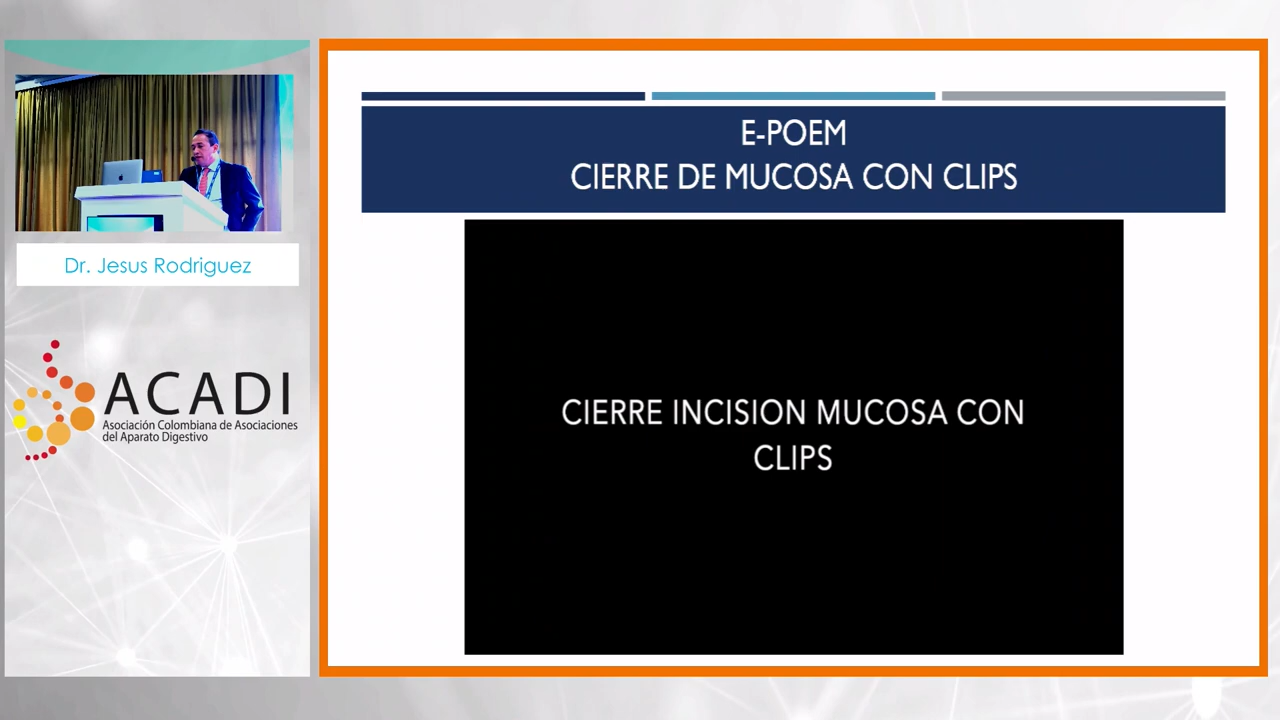 Dr. Jesus Rodriguez
ACADI
Asociación Colombiana de Asociaciones
del Aparato Digestivo
E-POEM
CIERRE DE MUCOSA CON CLIPS
CIERRE INCISION MUCOSA CON
CLIPS